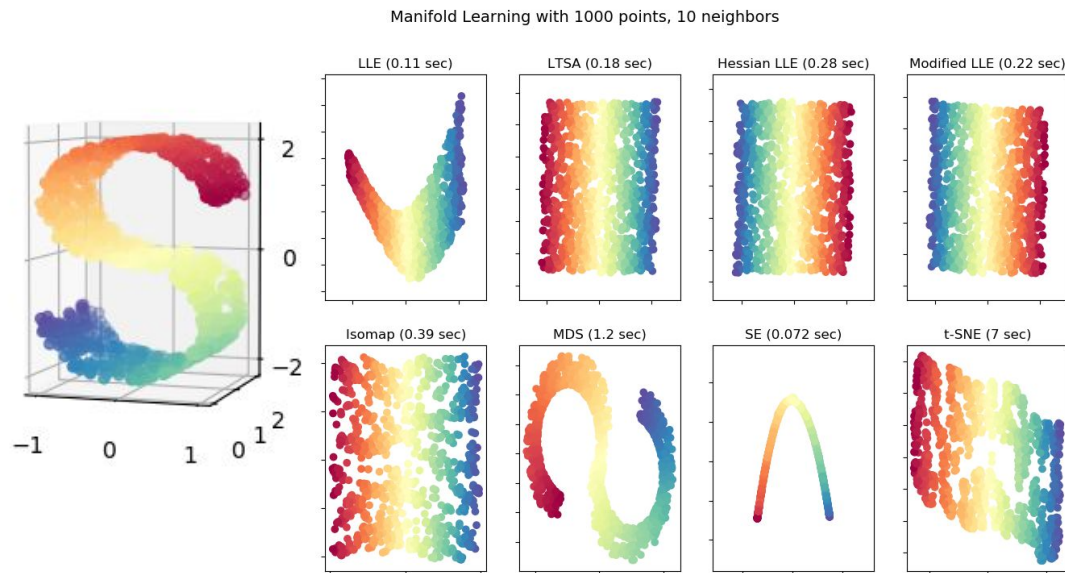 Manifold Learning with 1000 points, 10 neighbors
LLE (0.11 sec)
LTSA (0.18 sec)
Hessian LLE (0.28 sec)
Modified LLE (0.22 sec)
2
0
−2
−1
0
1
0
1
2
Isomap (0.39 sec)
MDS (1.2 sec)
SE (0.072 sec)
t-SNE (7 sec)